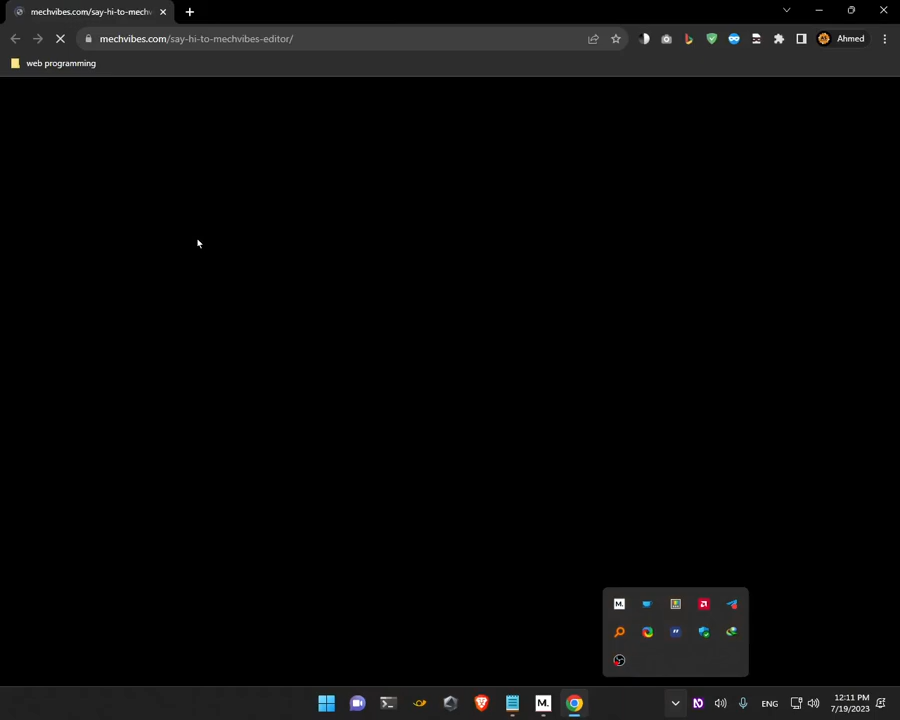 mechvibes.com/say-hi-to-mechv
mechvibes.com/say-hi-to-mechvibes-editor/
Ahmed
web programming
M.
M.
ENG
12:11 PM
7/19/2023